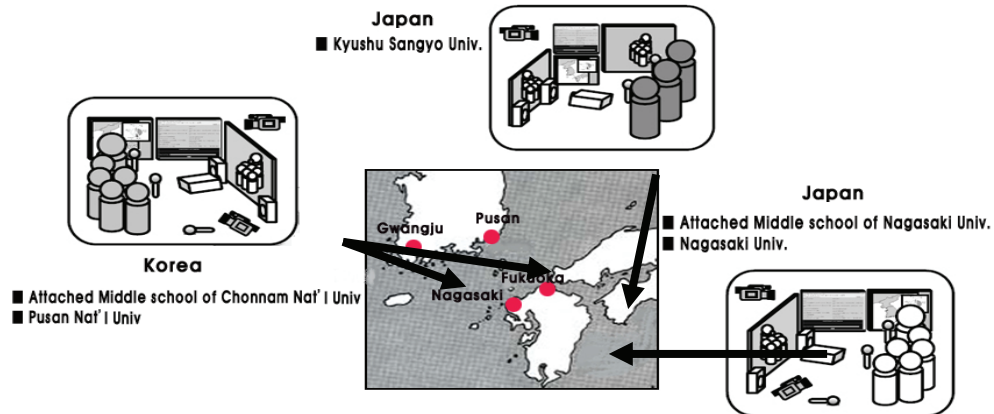 Japan
■ Kyushu Sangyo Univ.
Korea
■ Attached Middle school of Chonnam Nat'l Univ
■ Pusan Nat'l Univ
Gwangju
Pusan
Fukuoka
Nagasaki
Japan
■ Attached Middle school of Nagasaki Univ.
■ Nagasaki Univ.